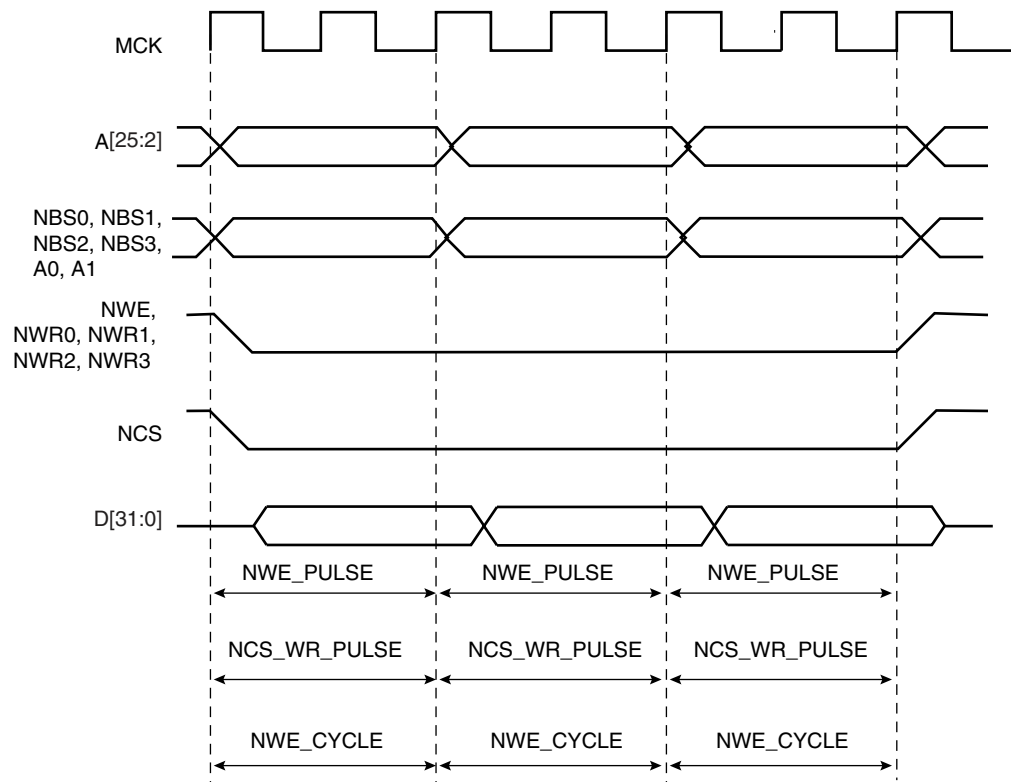 MCK
A[25:2]
NBS0, NBS1,
NBS2, NBS3,
A0, A1
NWE,
NWR0, NWR1,
NWR2, NWR3
NCS
D[31:0]
NWE_PULSE NWE_PULSE NWE_PULSE
NCS_WR_PULSE NCS_WR_PULSE NCS_WR_PULSE
NWE_CYCLE NWE_CYCLE NWE_CYCLE